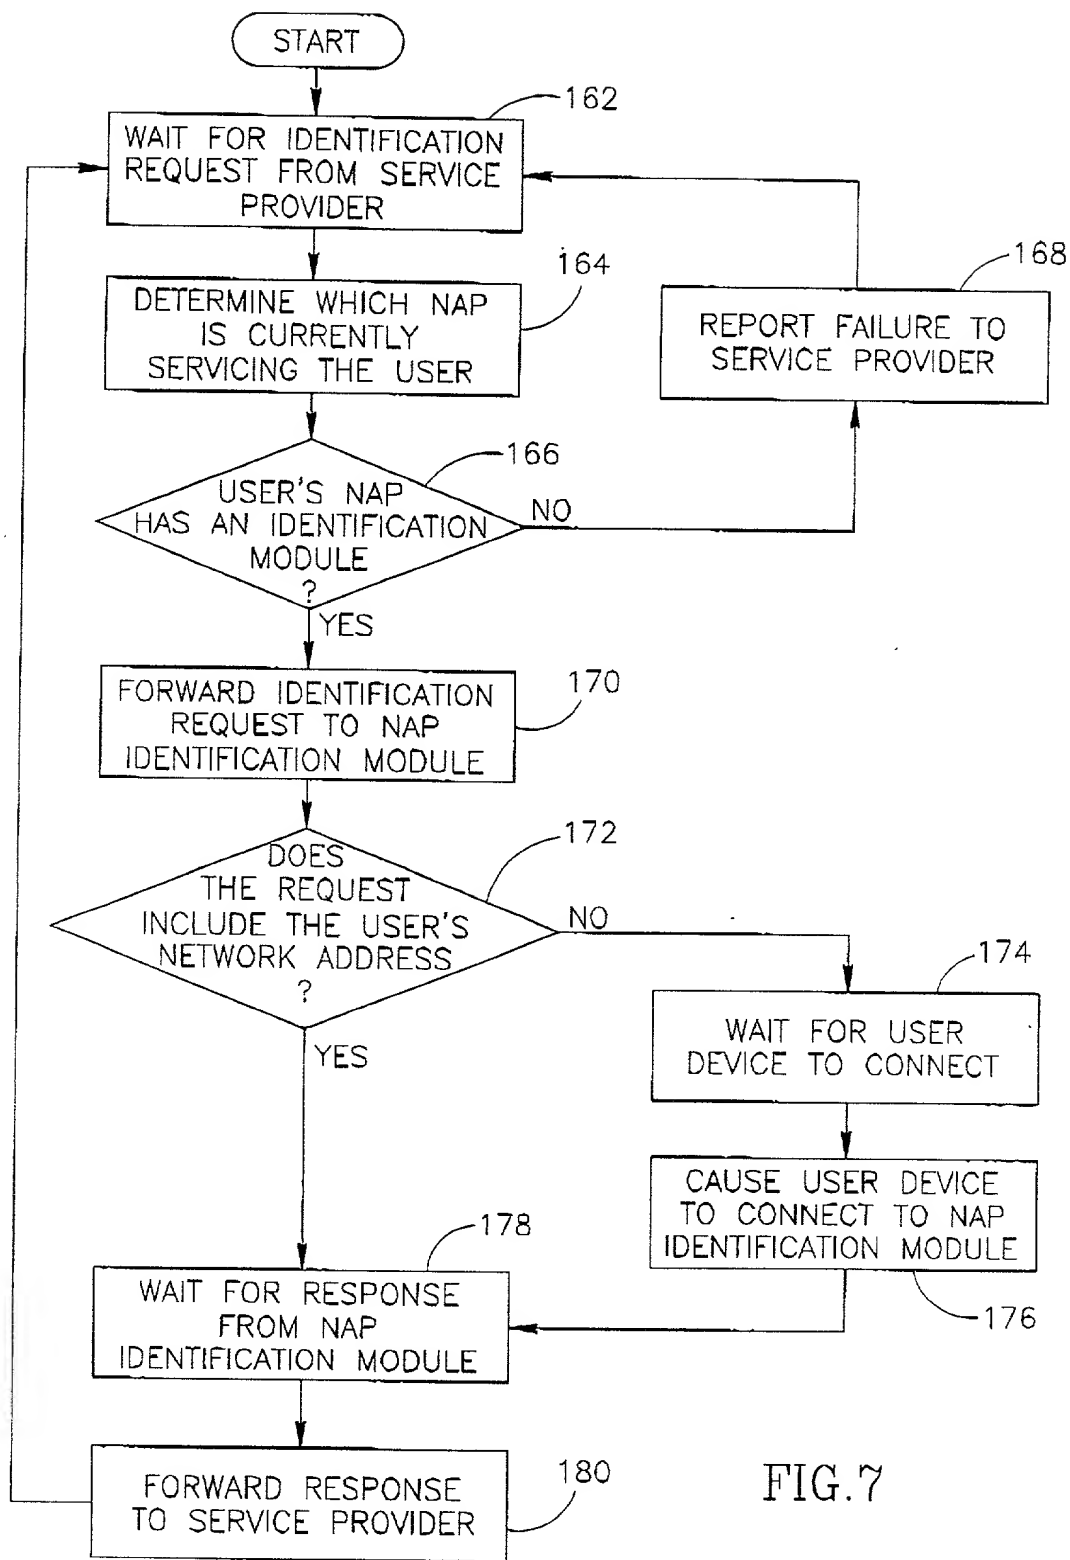 START
162
WAIT FOR IDENTIFICATION
REQUEST FROM SERVICE
PROVIDER
164
DETERMINE WHICH NAP
IS CURRENTLY
SERVICING THE USER
168
REPORT FAILURE TO
SERVICE PROVIDER
166
USER'S NAP
HAS AN IDENTIFICATION
MODULE
?
NO
YES
170
FORWARD IDENTIFICATION
REQUEST TO NAP
IDENTIFICATION MODULE
172
DOES
THE REQUEST
INCLUDE THE USER'S
NETWORK ADDRESS
?
NO
YES
174
WAIT FOR USER
DEVICE TO CONNECT
CAUSE USER DEVICE
TO CONNECT TO NAP
IDENTIFICATION MODULE
176
178
WAIT FOR RESPONSE
FROM NAP
IDENTIFICATION MODULE
180
FORWARD RESPONSE
TO SERVICE PROVIDER
FIG.7